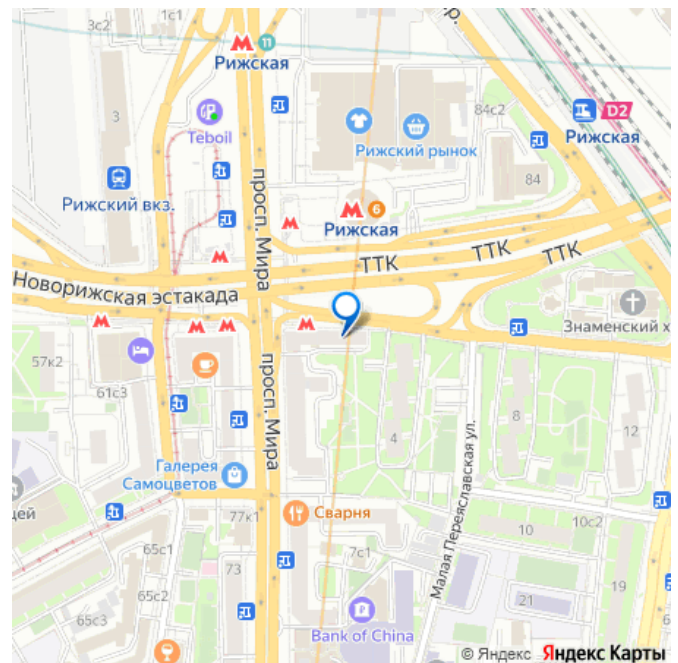 3с2
1с1
р.
М 11
Рижская
3
P
Teboil
84с2
D2
Рижская
Рижский рынок
84
Рижский вкз.
просп. Мира
М 6
Рижская
ТТК
ТТК
ТТК
Новорижская эстакада
Знаменский х
57к2
61с3
просп. Мира
4
8
12
Галерея
Самоцветов
цей
Сварня
77к1
Малая Переяславская ул.
10
10с2
65с1
73
7с1
65с2
19
65с3
21
Bank of China
© Яндекс Яндекс Карты